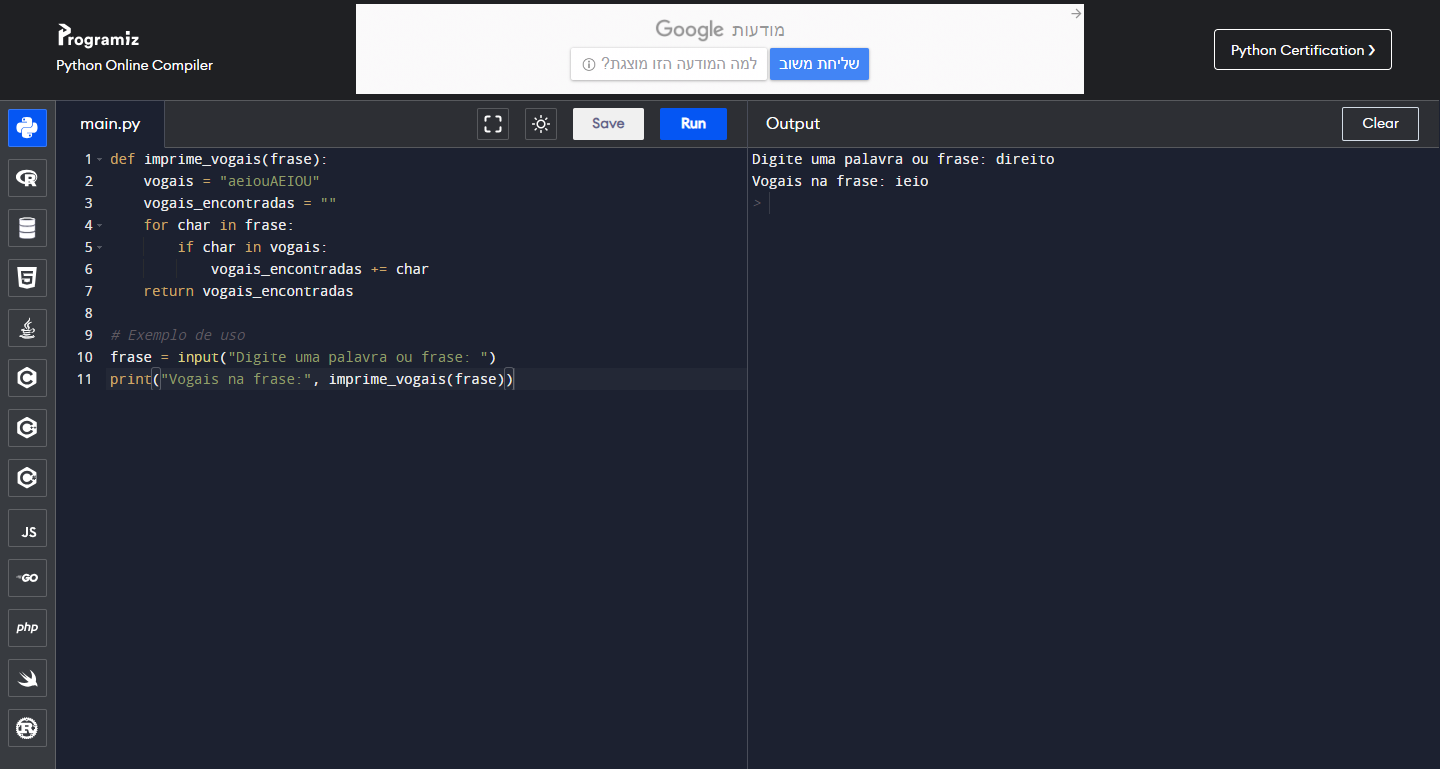 Programiz
Python Online Compiler
מודעות Google
למה המודעה הזו מוצגת?
שליחת משוב
Python Certification ❯
main.py
Save
Run
Output
Clear
1 def imprime_vogais(frase):
2     vogais = "aeiouAEIOU"
3     vogais_encontradas = ""
4     for char in frase:
5         if char in vogais:
6             vogais_encontradas += char
7     return vogais_encontradas
8
9 # Exemplo de uso
10 frase = input("Digite uma palavra ou frase: ")
11 print("Vogais na frase:", imprime_vogais(frase))
Digite uma palavra ou frase: direito
Vogais na frase: ieio
>
R
5
C
C
C
JS
GO
php
R